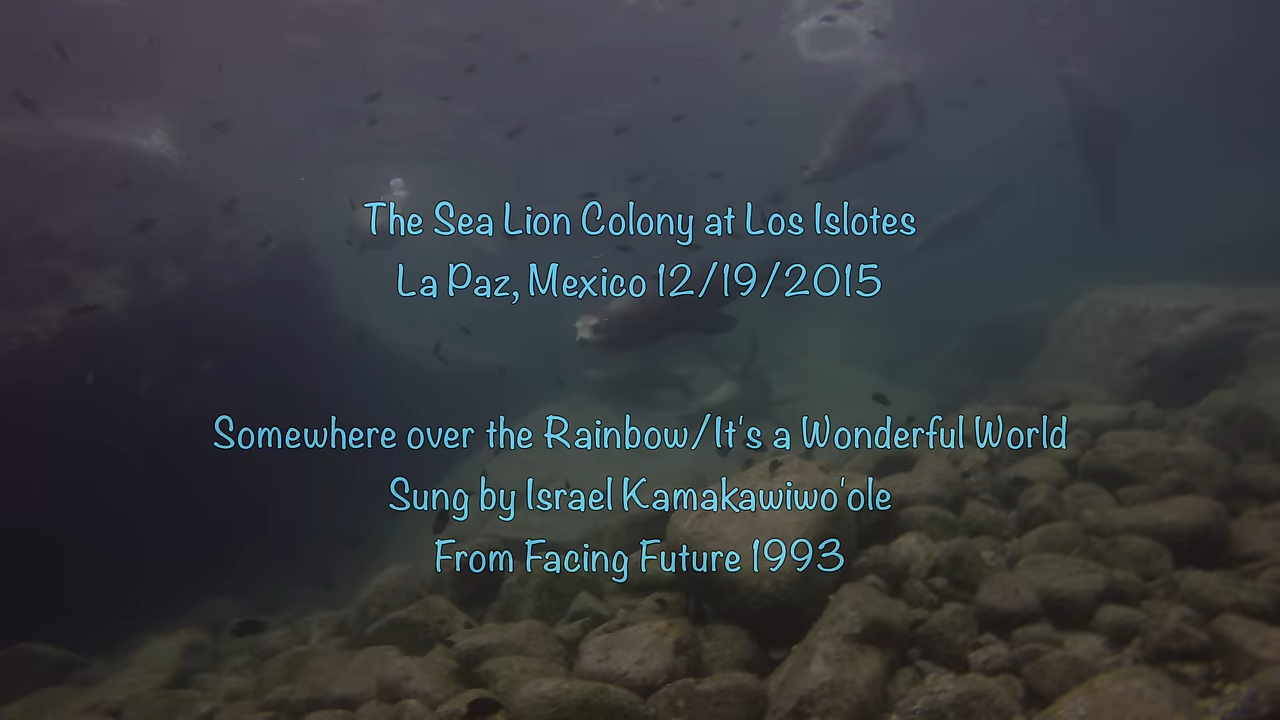 The Sea Lion Colony at Los Islotes
La Paz, Mexico 12/19/2015
Somewhere over the Rainbow/It's a Wonderful World
Sung by Israel Kamakawiwo'ole
From Facing Future 1993